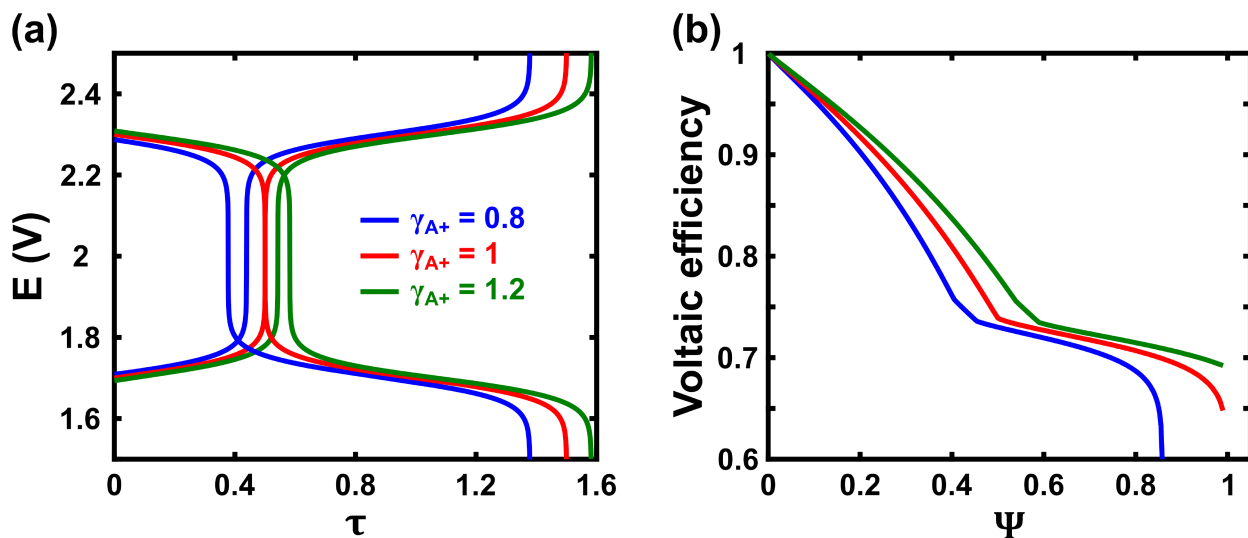 (a)
E (V)
2.4
2.2
2
1.8
1.6
0
0.4
0.8
1.2
1.6
τ
γA+ = 0.8
γA+ = 1
γA+ = 1.2
(b)
Voltaic efficiency
1
0.9
0.8
0.7
0.6
0
0.2
0.4
0.6
0.8
1
Ψ